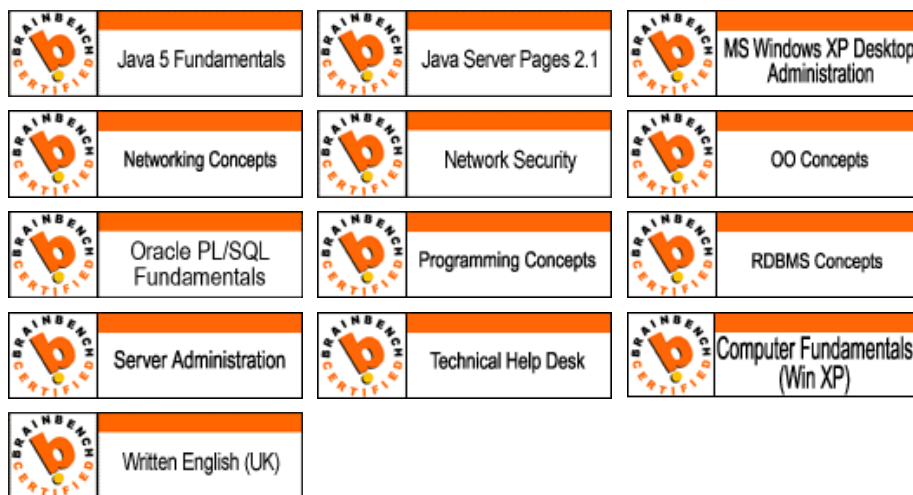 BRAINBENCH CERTIFIED Java 5 Fundamentals
BRAINBENCH CERTIFIED Java Server Pages 2.1
BRAINBENCH CERTIFIED MS Windows XP Desktop
Administration
BRAINBENCH CERTIFIED Networking Concepts
BRAINBENCH CERTIFIED Network Security
BRAINBENCH CERTIFIED OO Concepts
BRAINBENCH CERTIFIED Oracle PL/SQL
Fundamentals
BRAINBENCH CERTIFIED Programming Concepts
BRAINBENCH CERTIFIED RDBMS Concepts
BRAINBENCH CERTIFIED Server Administration
BRAINBENCH CERTIFIED Technical Help Desk
BRAINBENCH CERTIFIED Computer Fundamentals
(Win XP)
BRAINBENCH CERTIFIED Written English (UK)